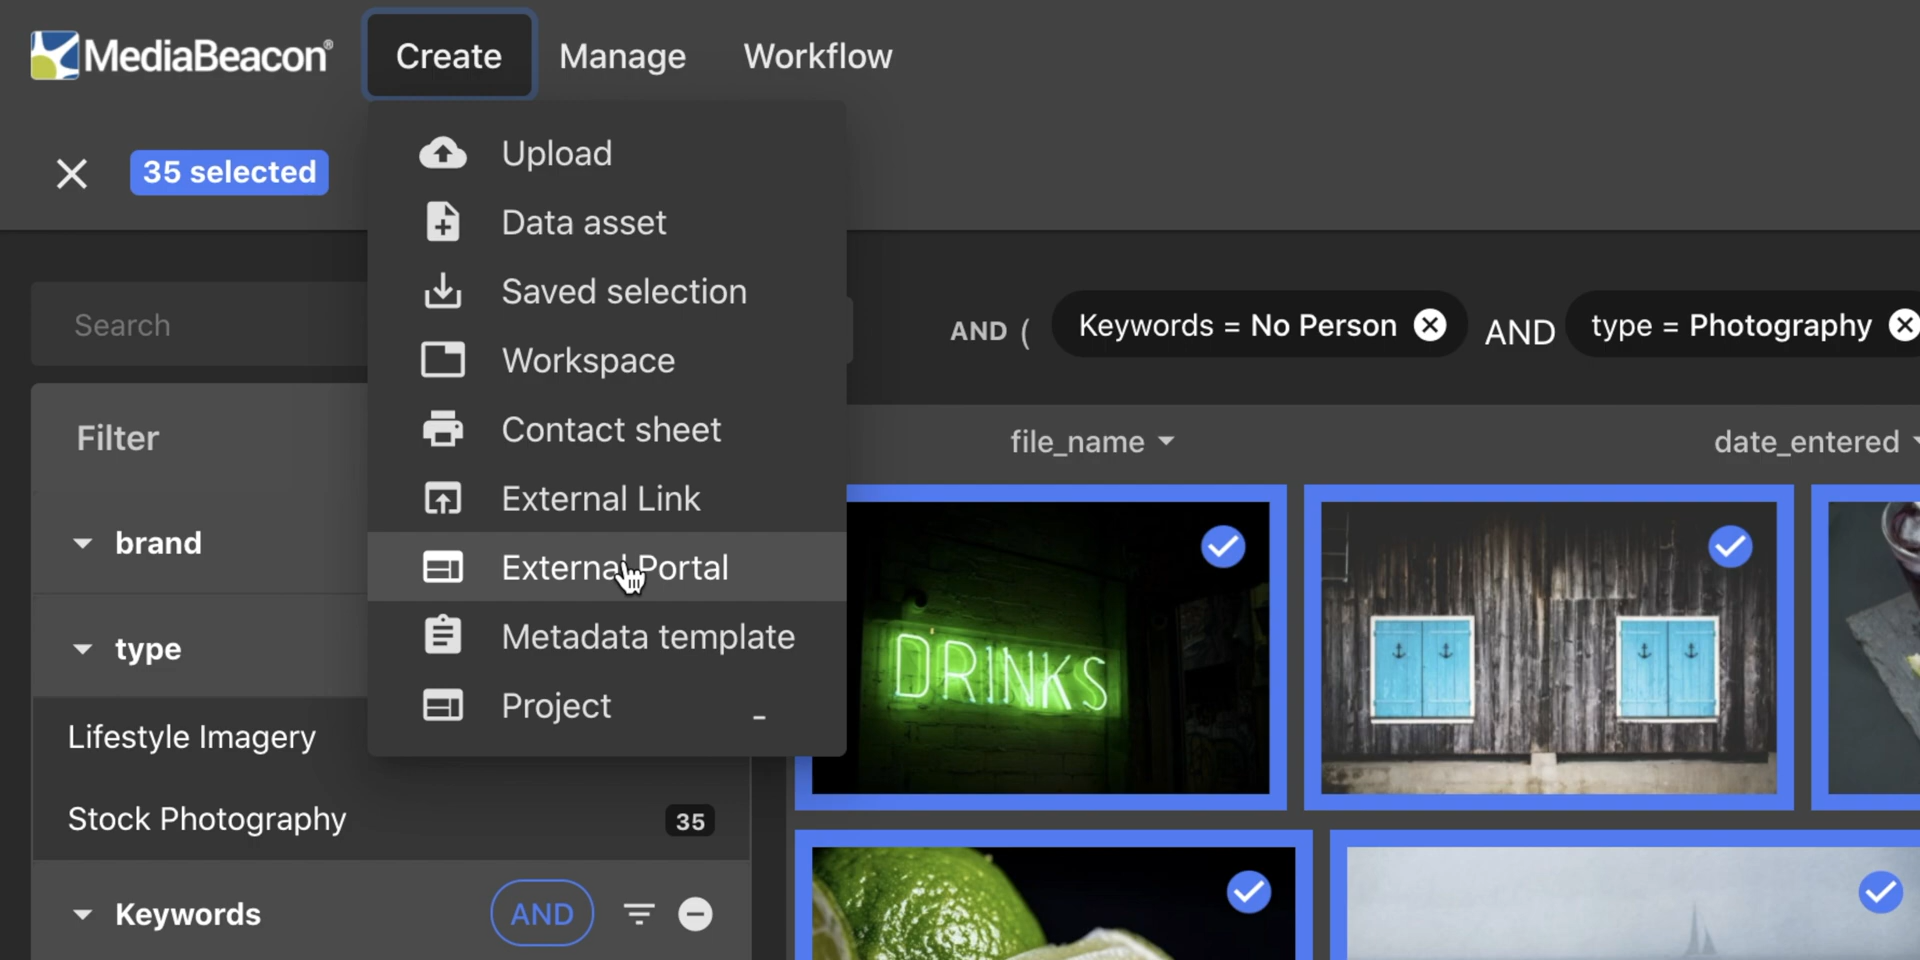 MediaBeacon®
Create
Manage
Workflow
35 selected
Upload
Data asset
Saved selection
Workspace
Contact sheet
External Link
External Portal
Metadata template
Project
Search
AND (
Keywords = No Person
AND
type = Photography
Filter
brand
type
Lifestyle Imagery
Stock Photography
35
Keywords
AND
file_name
date_entered
DRINKS